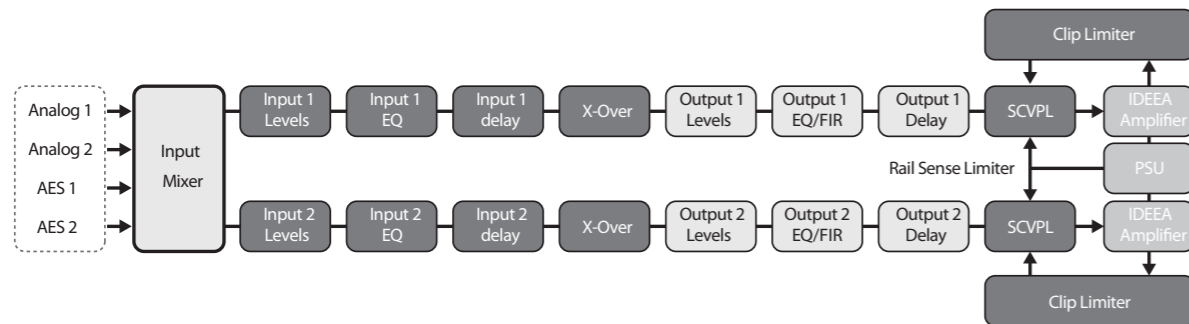 Clip Limiter
Analog 1
Analog 2
AES 1
AES 2
Input
Mixer
Input 1
Levels
Input 1
EQ
Input 1
delay
X-Over
Output 1
Levels
Output 1
EQ/FIR
Output 1
Delay
SCVPL
IDEEA
Amplifier
Rail Sense Limiter
PSU
Input 2
Levels
Input 2
EQ
Input 2
delay
X-Over
Output 2
Levels
Output 2
EQ/FIR
Output 2
Delay
SCVPL
IDEEA
Amplifier
Clip Limiter